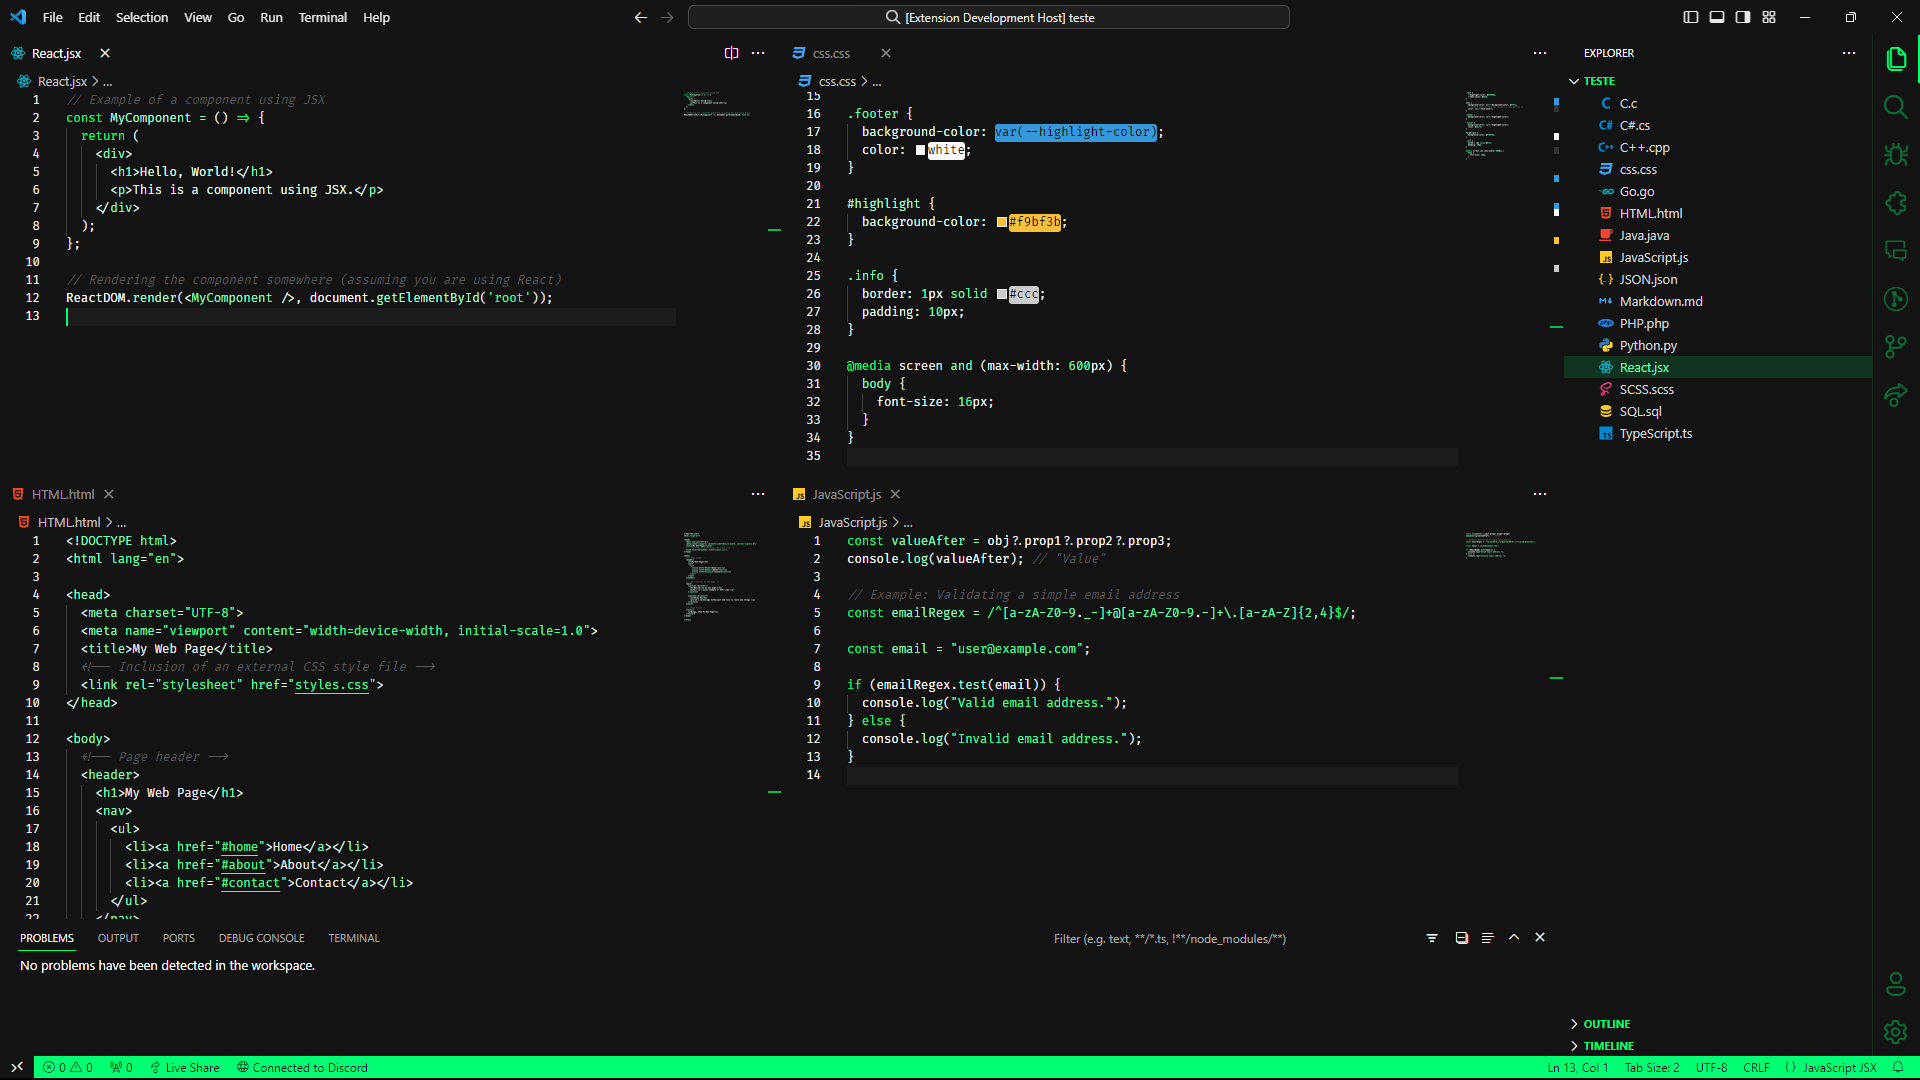 File Edit Selection View Go Run Terminal Help
[Extension Development Host] teste
React.jsx
React.jsx > ...
1 // Example of a component using JSX
2 const MyComponent = () => {
3 return (
4 <div>
5 <h1>Hello, World!</h1>
6 <p>This is a component using JSX.</p>
7 </div>
8 );
9 };
10
11 // Rendering the component somewhere (assuming you are using React)
12 ReactDOM.render(<MyComponent />, document.getElementById('root'));
13
css.css
css.css > ...
15
16 .footer {
17 background-color: var(--highlight-color);
18 color: white;
19 }
20
21 #highlight {
22 background-color: #f9bf3b;
23 }
24
25 .info {
26 border: 1px solid #ccc;
27 padding: 10px;
28 }
29
30 @media screen and (max-width: 600px) {
31 body {
32 font-size: 16px;
33 }
34 }
35
HTML.html
HTML.html > ...
1 <!DOCTYPE html>
2 <html lang="en">
3
4 <head>
5 <meta charset="UTF-8">
6 <meta name="viewport" content="width=device-width, initial-scale=1.0">
7 <title>My Web Page</title>
8 <!-- Inclusion of an external CSS style file -->
9 <link rel="stylesheet" href="styles.css">
10 </head>
11
12 <body>
13 <!-- Page header -->
14 <header>
15 <h1>My Web Page</h1>
16 <nav>
17 <ul>
18 <li><a href="#home">Home</a></li>
19 <li><a href="#about">About</a></li>
20 <li><a href="#contact">Contact</a></li>
21 </ul>
22 </nav>
JavaScript.js
JavaScript.js > ...
1 const valueAfter = obj?.prop1?.prop2?.prop3;
2 console.log(valueAfter); // "Value"
3
4 // Example: Validating a simple email address
5 const emailRegex = /^[a-zA-Z0-9._-]+@[a-zA-Z0-9.-]+\.[a-zA-Z]{2,4}$/;
6
7 const email = "user@example.com";
8
9 if (emailRegex.test(email)) {
10 console.log("Valid email address.");
11 } else {
12 console.log("Invalid email address.");
13 }
14
PROBLEMS OUTPUT PORTS DEBUG CONSOLE TERMINAL
Filter (e.g. text, **/*.ts, !**/node_modules/**)
No problems have been detected in the workspace.
EXPLORER
TESTE
C.c
C#.cs
C++.cpp
css.css
Go.go
HTML.html
Java.java
JavaScript.js
JSON.json
Markdown.md
PHP.php
Python.py
React.jsx
SCSS.scss
SQL.sql
TypeScript.ts
OUTLINE
TIMELINE
0 0 0 Live Share Connected to Discord
Ln 13, Col 1 Tab Size: 2 UTF-8 CRLF {} JavaScript JSX